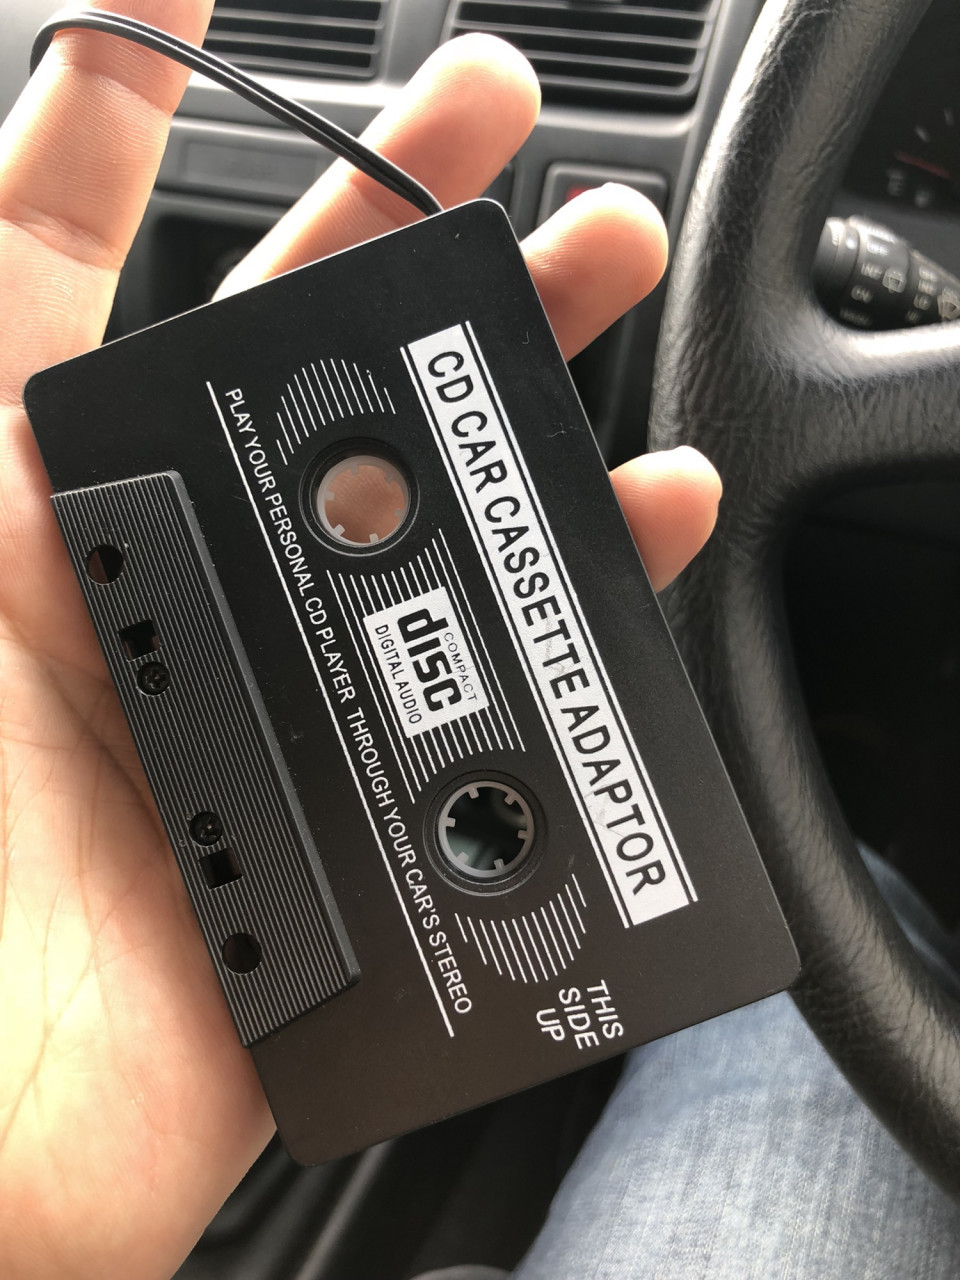 CD CAR CASSETTE ADAPTOR
COMPACT
disc
DIGITAL AUDIO
PLAY YOUR PERSONAL CD PLAYER THROUGH YOUR CAR'S STEREO
THIS
SIDE
UP
INT